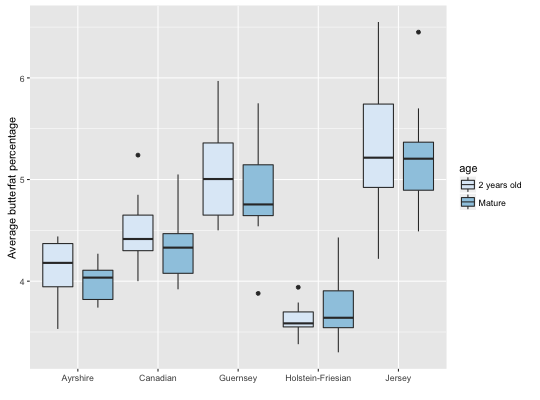 Average butterfat percentage
6
5
4
Ayrshire
Canadian
Guernsey
Holstein-Friesian
Jersey
age
2 years old
Mature